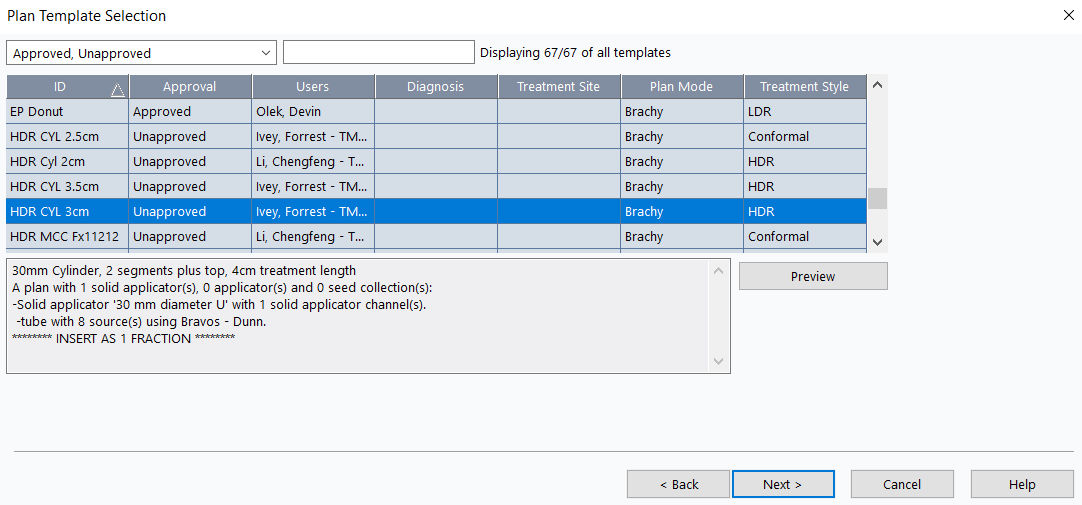 Plan Template Selection
Approved, Unapproved Displaying 67/67 of all templates
ID Approval Users Diagnosis Treatment Site Plan Mode Treatment Style
EP Donut Approved Olek, Devin Brachy LDR
HDR CYL 2.5cm Unapproved Ivey, Forrest - TM... Brachy Conformal
HDR Cyl 2cm Unapproved Li, Chengfeng - T... Brachy HDR
HDR CYL 3.5cm Unapproved Ivey, Forrest - TM... Brachy HDR
HDR CYL 3cm Unapproved Ivey, Forrest - TM... Brachy HDR
HDR MCC Fx11212 Unapproved Li, Chengfeng - T... Brachy Conformal
30mm Cylinder, 2 segments plus top, 4cm treatment length
A plan with 1 solid applicator(s), 0 applicator(s) and 0 seed collection(s):
-Solid applicator '30 mm diameter U' with 1 solid applicator channel(s).
-tube with 8 source(s) using Bravos - Dunn.
******** INSERT AS 1 FRACTION ********
Preview
< Back Next > Cancel Help